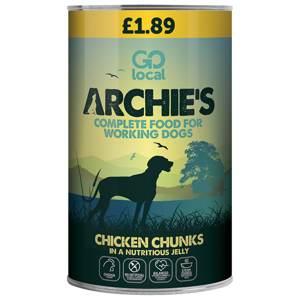 £1.89
GO
local
ARCHIE'S
COMPLETE FOOD FOR
WORKING DOGS
CHICKEN CHUNKS
IN A NUTRITIOUS JELLY